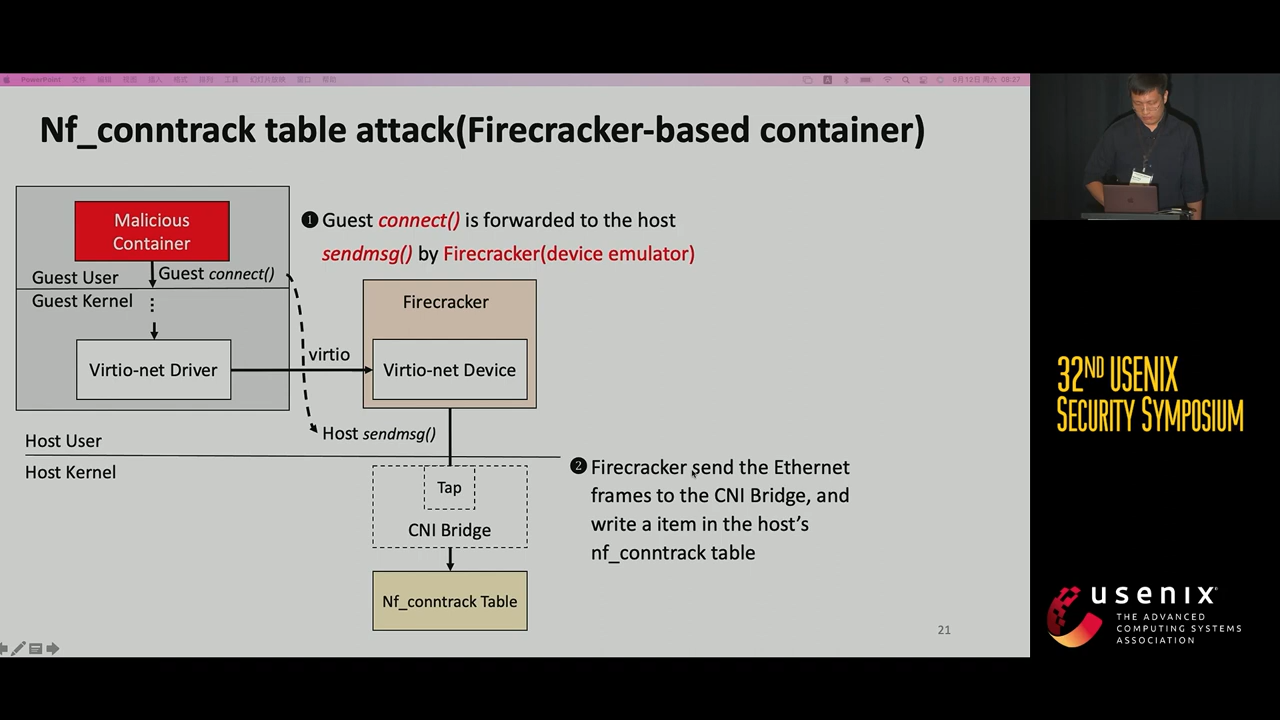 PowerPoint 文件 编辑 视图 插入 格式 排列 工具 幻灯片放映 窗口 帮助
8月12日 周六 08:27
Nf_conntrack table attack(Firecracker-based container)
Malicious
Container
Guest User
Guest connect()
Guest Kernel
Virtio-net Driver
❶ Guest connect() is forwarded to the host
sendmsg() by Firecracker(device emulator)
Firecracker
virtio
Virtio-net Device
Host sendmsg()
Host User
Host Kernel
Tap
CNI Bridge
Nf_conntrack Table
❷ Firecracker send the Ethernet
frames to the CNI Bridge, and
write a item in the host's
nf_conntrack table
21
32ND USENIX
SECURITY SYMPOSIUM
usenix
THE ADVANCED
COMPUTING SYSTEMS
ASSOCIATION